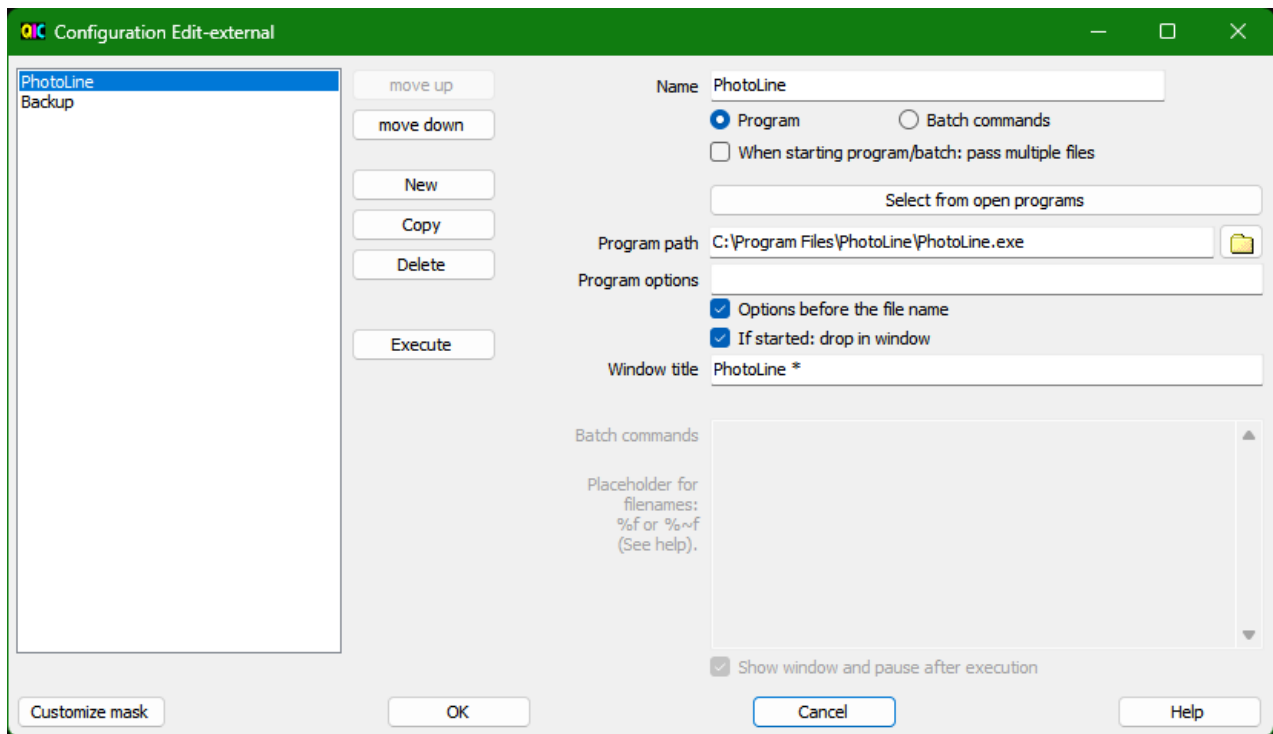 QIC Configuration Edit-external
PhotoLine
Backup
move up
move down
New
Copy
Delete
Execute
Name PhotoLine
Program Batch commands
When starting program/batch: pass multiple files
Select from open programs
Program path C:\Program Files\PhotoLine\PhotoLine.exe
Program options
Options before the file name
If started: drop in window
Window title PhotoLine *
Batch commands
Placeholder for
filenames:
%f or %~f
(See help).
Show window and pause after execution
Customize mask OK Cancel Help